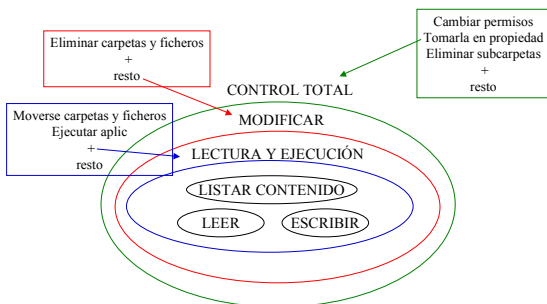 Cambiar permisos
Tomarla en propiedad
Eliminar subcarpetas
+
resto
Eliminar carpetas y ficheros
+
resto
CONTROL TOTAL
MODIFICAR
Moverse carpetas y ficheros
Ejecutar aplic
+
resto
LECTURA Y EJECUCIÓN
LISTAR CONTENIDO
LEER
ESCRIBIR